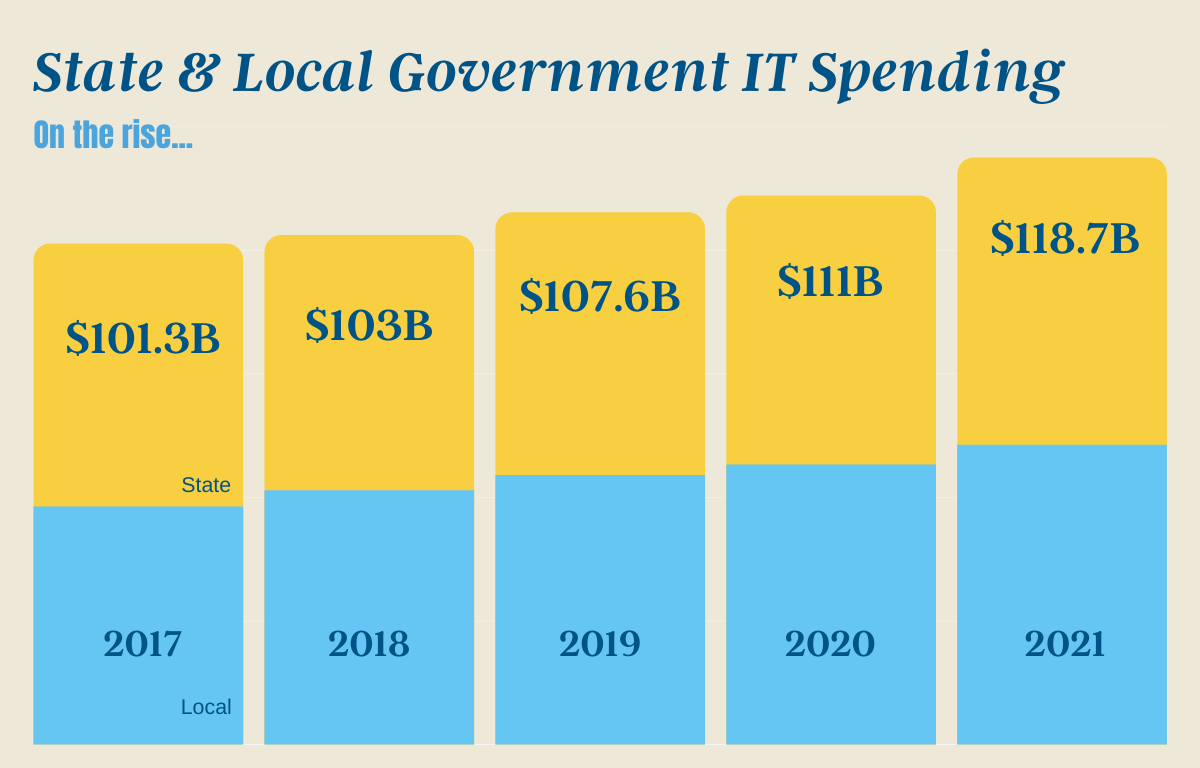 State & Local Government IT Spending
On the rise...
$101.3B
$103B
$107.6B
$111B
$118.7B
State
2017
2018
2019
2020
2021
Local